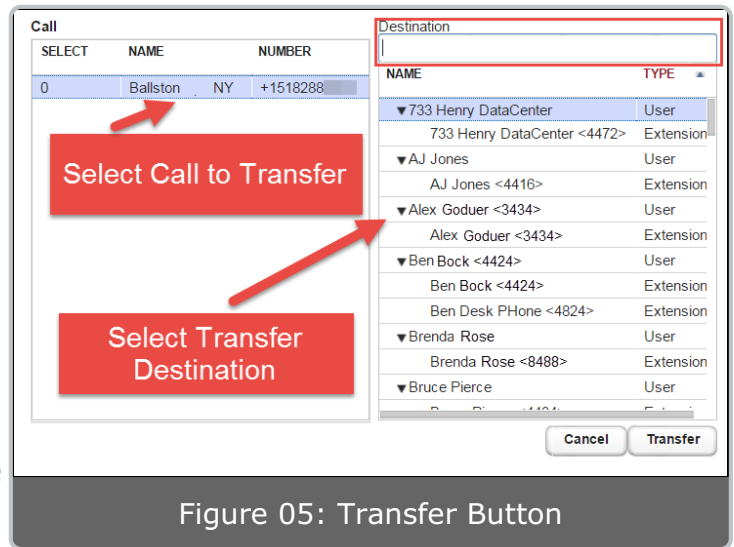 Call
SELECT NAME NUMBER
0 Ballston NY +1518288
Select Call to Transfer
Select Transfer
Destination
Destination
NAME TYPE
733 Henry DataCenter User
733 Henry DataCenter <4472> Extension
AJ Jones User
AJ Jones <4416> Extension
Alex Goduer <3434> User
Alex Goduer <3434> Extension
Ben Bock <4424> User
Ben Bock <4424> Extension
Ben Desk PHone <4824> Extension
Brenda Rose User
Brenda Rose <8488> Extension
Bruce Pierce User
Cancel Transfer
Figure 05: Transfer Button